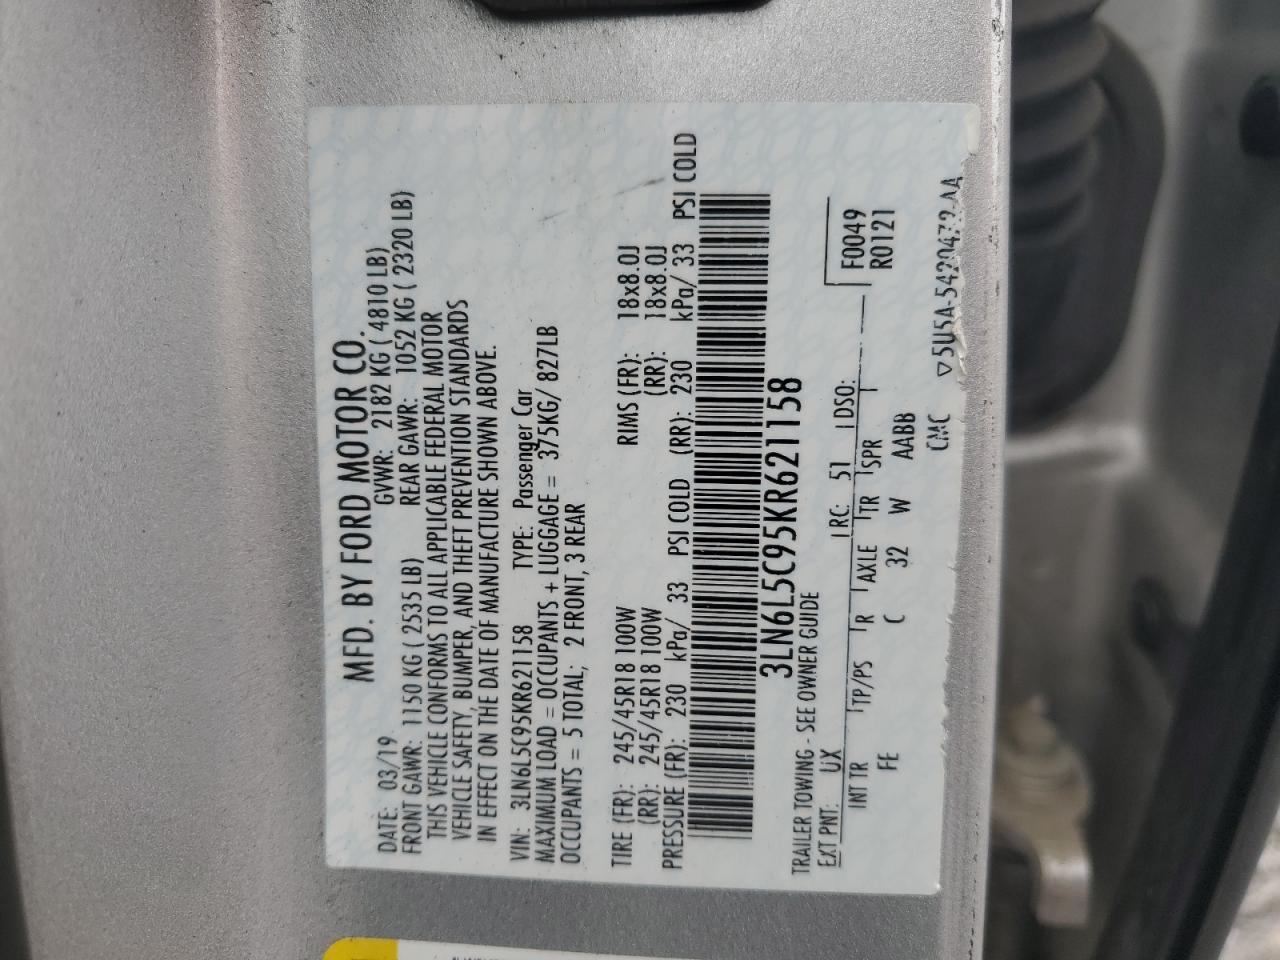 MFD. BY FORD MOTOR CO.
DATE: 03/19 GVWR: 2182 KG ( 4810 LB)
FRONT GAWR: 1150 KG ( 2535 LB) REAR GAWR: 1052 KG ( 2320 LB)
THIS VEHICLE CONFORMS TO ALL APPLICABLE FEDERAL MOTOR
VEHICLE SAFETY, BUMPER, AND THEFT PREVENTION STANDARDS
IN EFFECT ON THE DATE OF MANUFACTURE SHOWN ABOVE.
VIN: 3LN6L5C95KR621158 TYPE: Passenger Car
MAXIMUM LOAD = OCCUPANTS + LUGGAGE = 375KG/ 827LB
OCCUPANTS = 5 TOTAL; 2 FRONT, 3 REAR
TIRE (FR): 245/45R18 100W RIMS (FR): 18x8.0J
(RR): 245/45R18 100W (RR): 18x8.0J
PRESSURE (FR): 230 kPa/ 33 PSI COLD (RR): 230 kPa/ 33 PSI COLD
3LN6L5C95KR621158
TRAILER TOWING - SEE OWNER GUIDE
EXT PNT: UX RC: 51 DSO:
F0049
INT TR TP/PS R AXLE TR SPR
R0121
FE C 32 W AABB
CMC ▽5U5A-5420472-AA